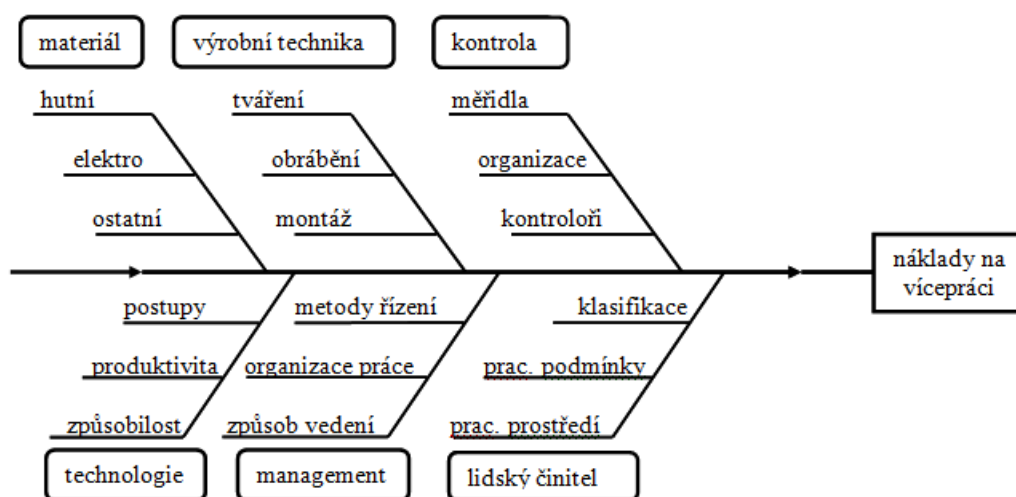 materiál
výrobní technika
kontrola
hutní
tváření
měřidla
elektro
obrábění
organizace
ostatní
montáž
kontroloři
náklady na
vícepráci
postupy
metody řízení
klasifikace
produktivita
organizace práce
prac. podmínky
způsobilost
způsob vedení
prac. prostředí
technologie
management
lidský činitel